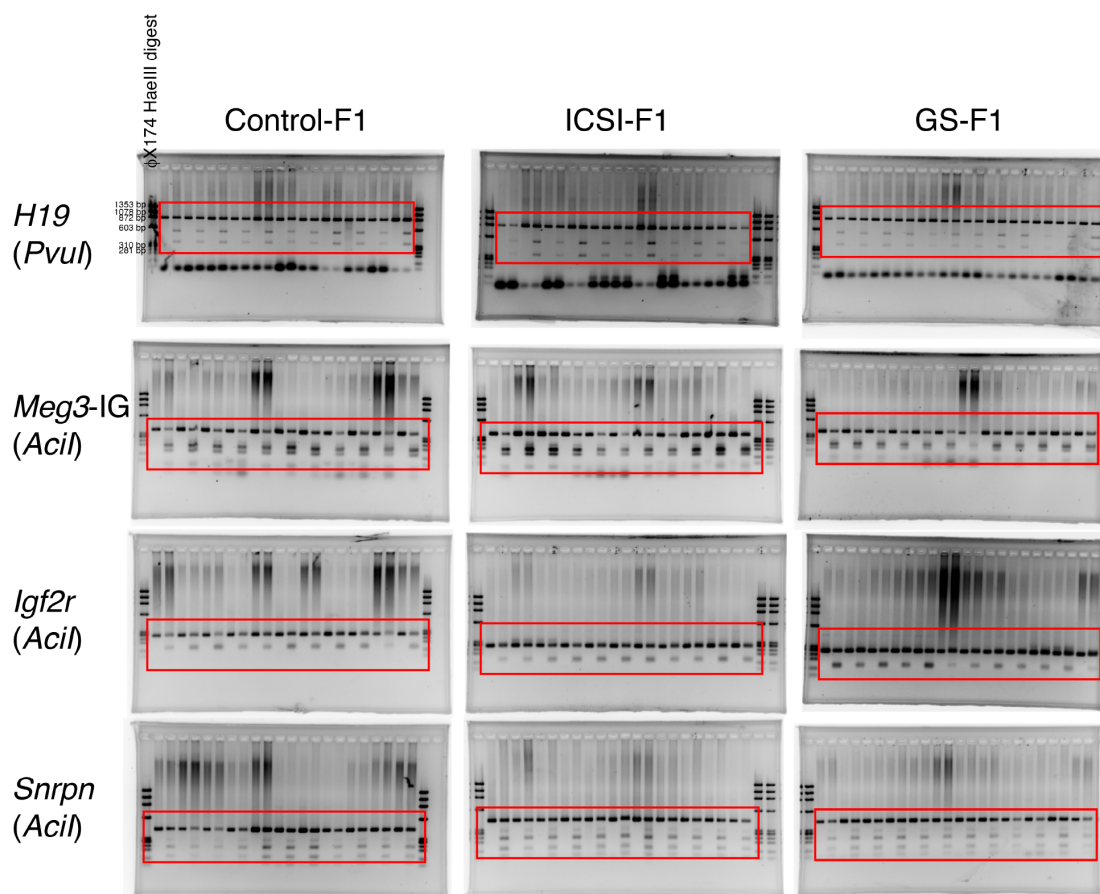 ϕX174 HaeIII digest
Control-F1
ICSI-F1
GS-F1
H19
(PvuI)
1353 bp
1078 bp
872 bp
603 bp
310 bp
281 bp
Meg3-IG
(AciI)
Igf2r
(AciI)
Snrpn
(AciI)